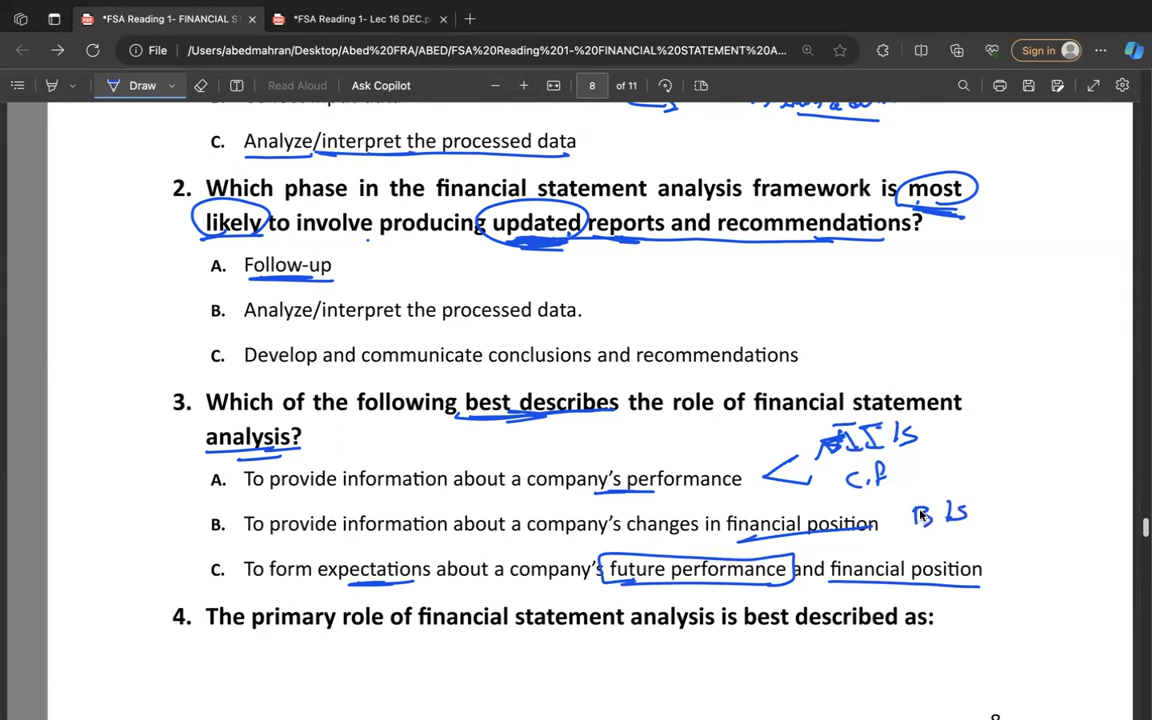 *FSA Reading 1- FINANCIAL S
*FSA Reading 1- Lec 16 DEC.p
File
/Users/abedmahran/Desktop/Abed%20FRA/ABED/FSA%20Reading%201-%20FINANCIAL%20STATEMENT%20A...
Sign in
Draw
Read Aloud
Ask Copilot
8 of 11
C. Analyze/interpret the processed data
2. Which phase in the financial statement analysis framework is most
likely to involve producing updated reports and recommendations?
A. Follow-up
B. Analyze/interpret the processed data.
C. Develop and communicate conclusions and recommendations
3. Which of the following best describes the role of financial statement
analysis?
Is
A. To provide information about a company's performance
C.F
B. To provide information about a company's changes in financial position
B Is
C. To form expectations about a company's future performance and financial position
4. The primary role of financial statement analysis is best described as:
8